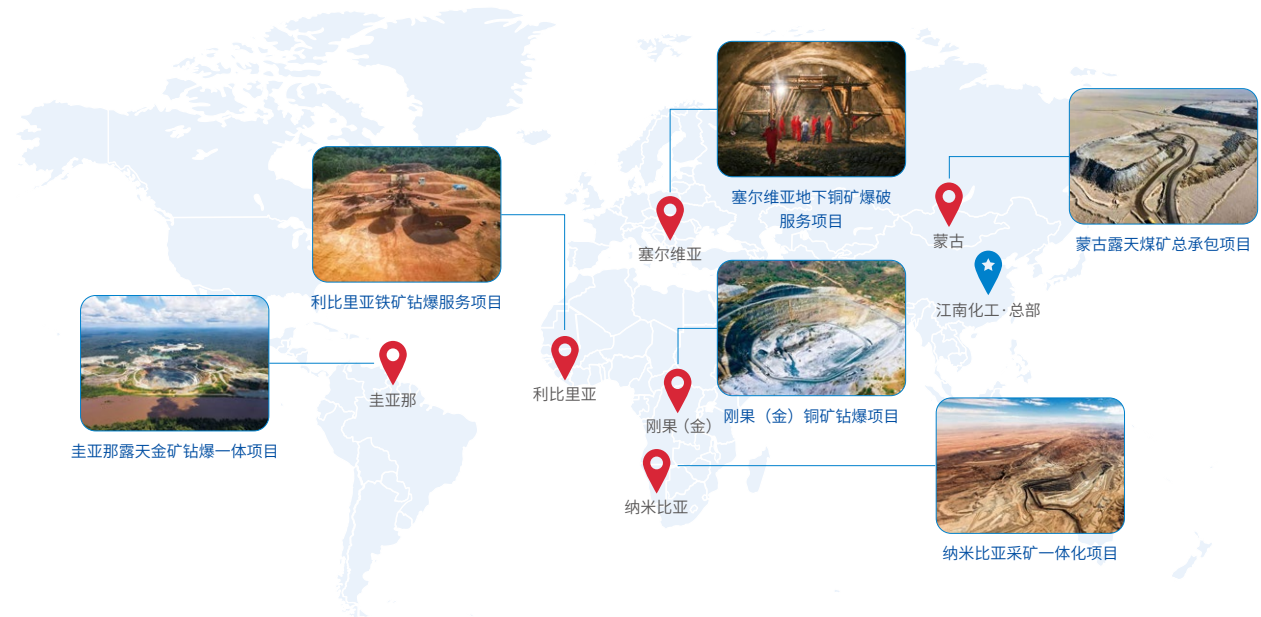 塞尔维亚地下铜矿爆破
服务项目
塞尔维亚
蒙古
蒙古露天煤矿总承包项目
江南化工·总部
利比里亚铁矿钻爆服务项目
利比里亚
圭亚那
圭亚那露天金矿钻爆一体项目
刚果（金）
刚果（金）铜矿钻爆项目
纳米比亚
纳米比亚采矿一体化项目